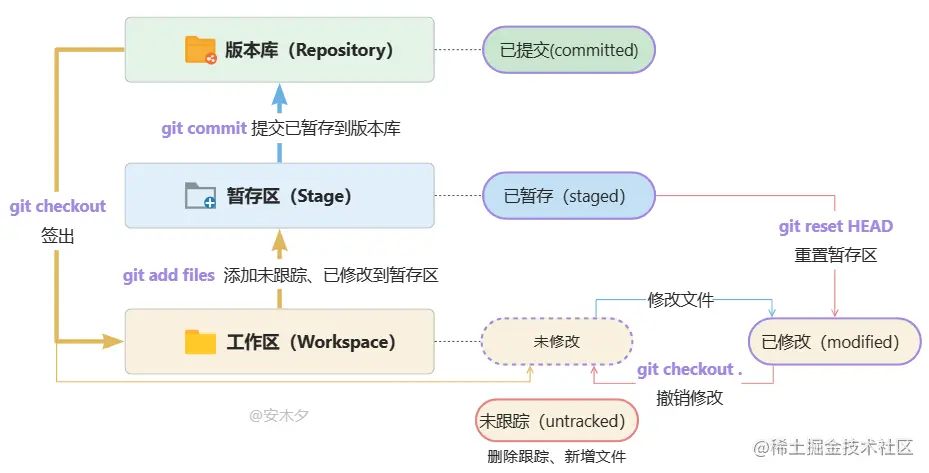 版本库（Repository）
已提交(committed)
git commit 提交已暂存到版本库
暂存区（Stage）
已暂存（staged）
git checkout
签出
git reset HEAD
重置暂存区
git add files 添加未跟踪、已修改到暂存区
修改文件
工作区（Workspace）
未修改
已修改（modified）
git checkout .
撤销修改
@安木夕
未跟踪（untracked）
删除跟踪、新增文件
@稀土掘金技术社区